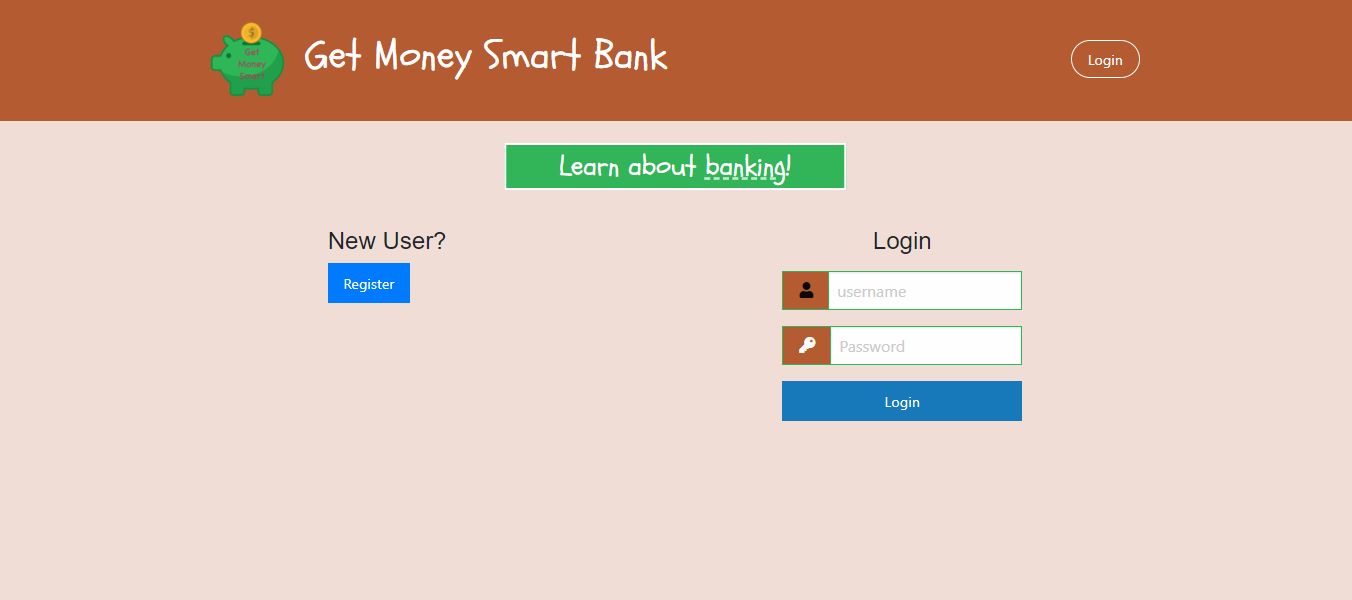 Get
Money
Smart
Get Money Smart Bank
Login
Learn about banking!
New User?
Register
Login
username
Password
Login